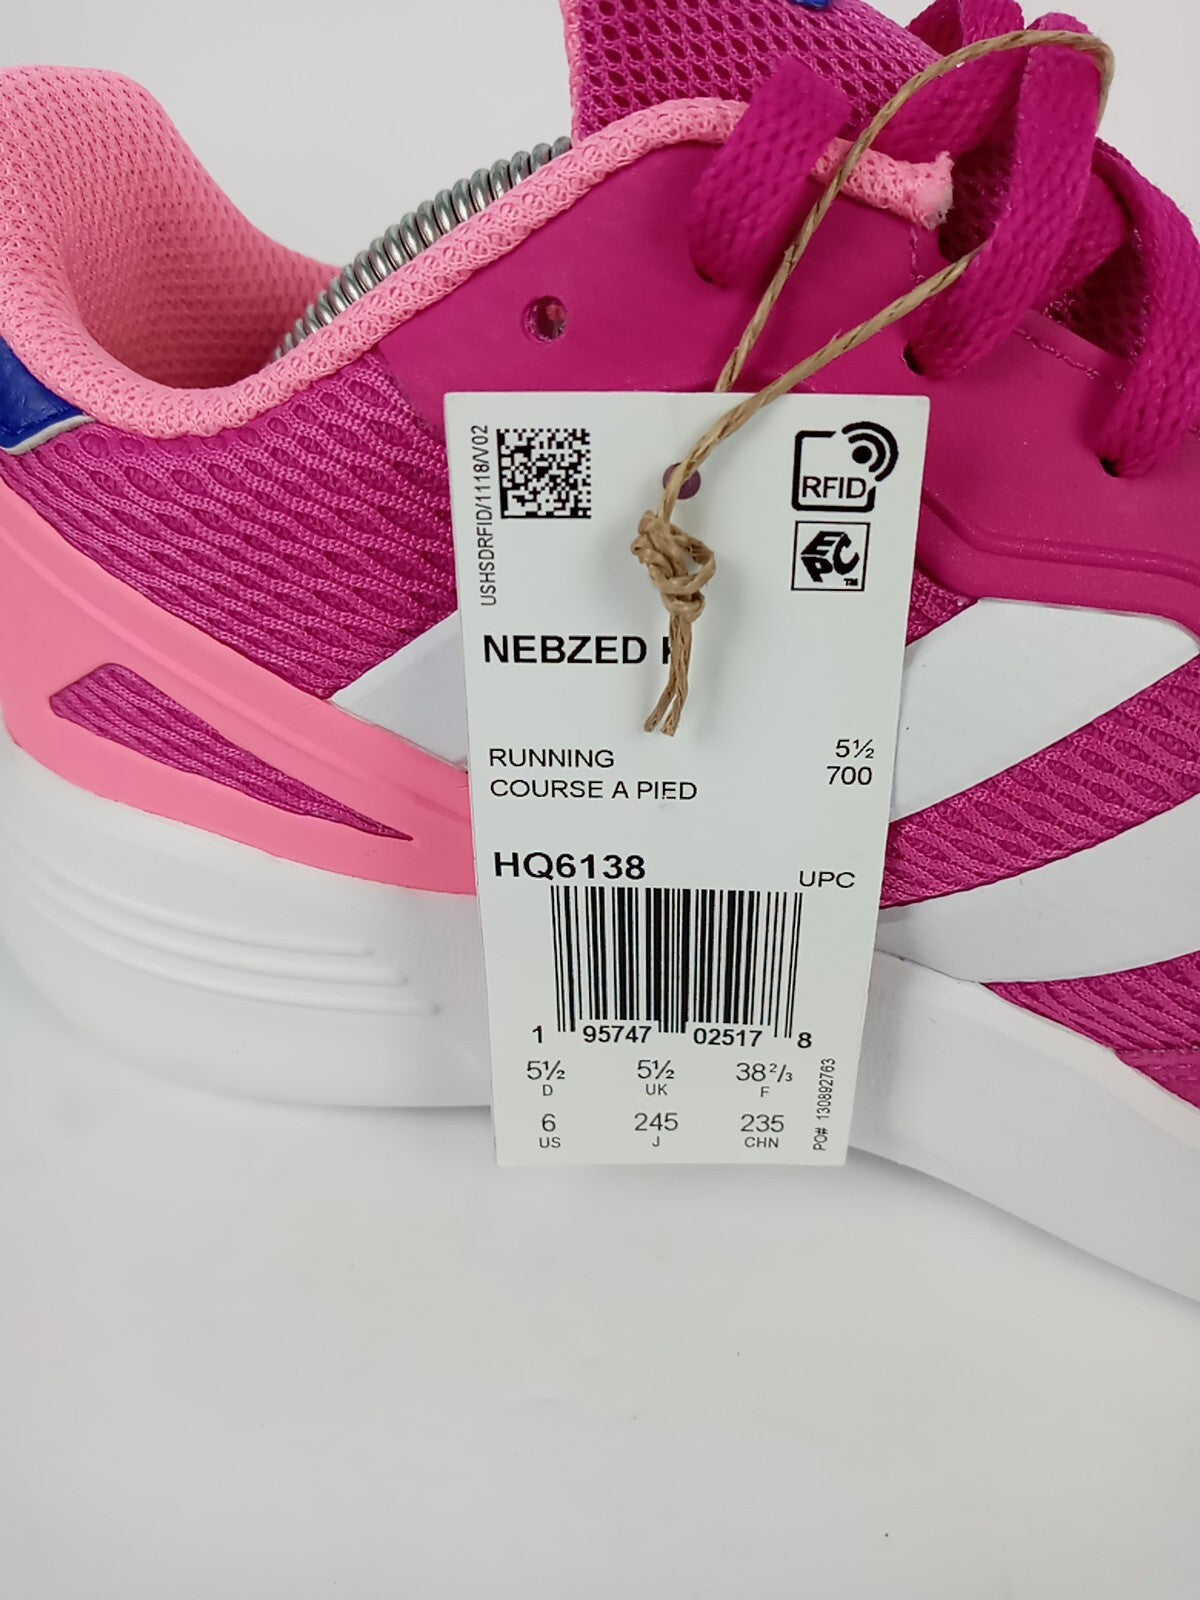 USHSDRFID/1118/V02
RFID
EPC TM
NEBZED
RUNNING
COURSE A PIED
5½
700
HQ6138
UPC
1 95747 02517 8
5½ 5½ 38⅔
D UK F
6 245 235
US J CHN
PO# 130892763